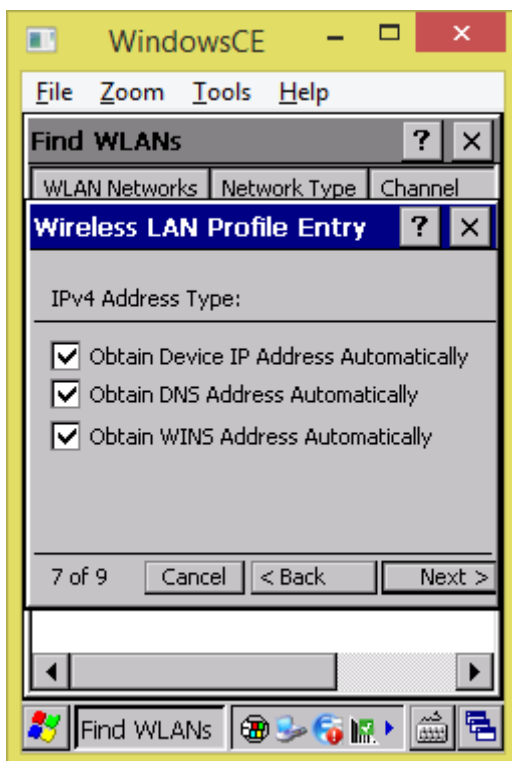 WindowsCE
File Zoom Tools Help
Find WLANs ?
WLAN Networks Network Type Channel
Wireless LAN Profile Entry ?
IPv4 Address Type:
Obtain Device IP Address Automatically
Obtain DNS Address Automatically
Obtain WINS Address Automatically
7 of 9 Cancel < Back Next >
Find WLANs